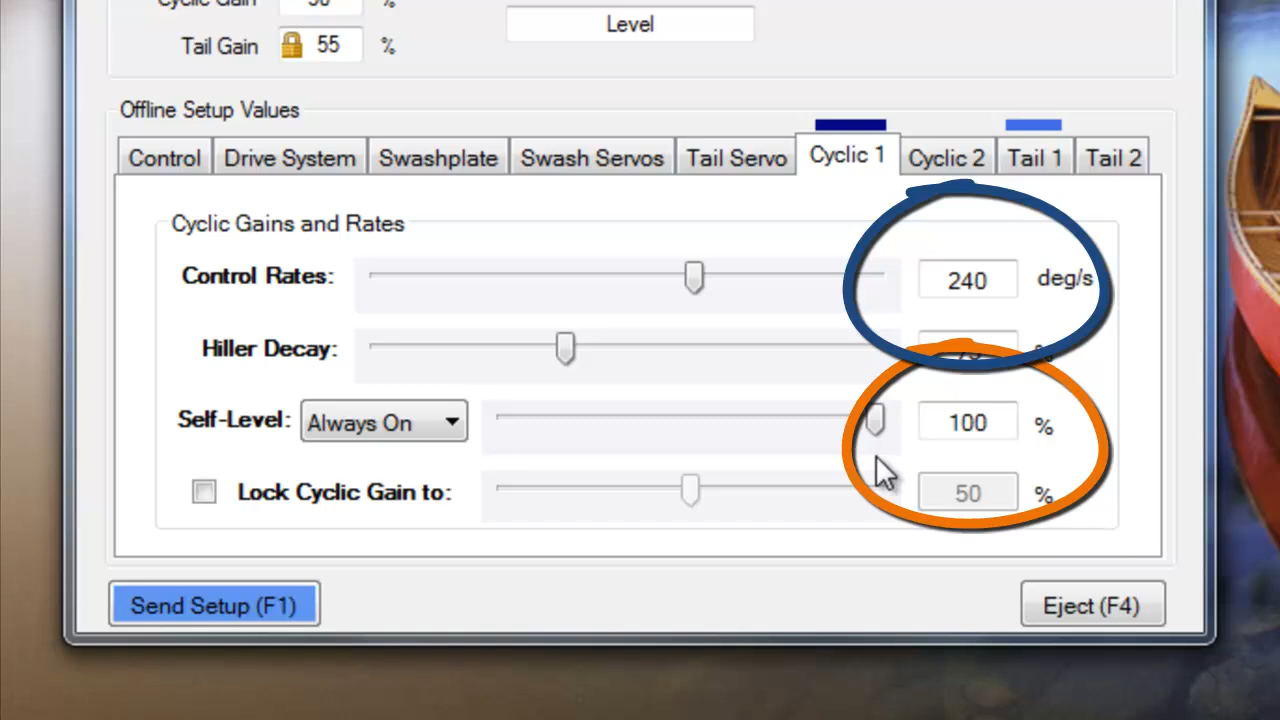 Cyclic Gain 50 %
Level
Tail Gain 55 %
Offline Setup Values
Control Drive System Swashplate Swash Servos Tail Servo Cyclic 1 Cyclic 2 Tail 1 Tail 2
Cyclic Gains and Rates
Control Rates: 240 deg/s
Hiller Decay: %
Self-Level: Always On 100 %
Lock Cyclic Gain to: 50 %
Send Setup (F1) Eject (F4)